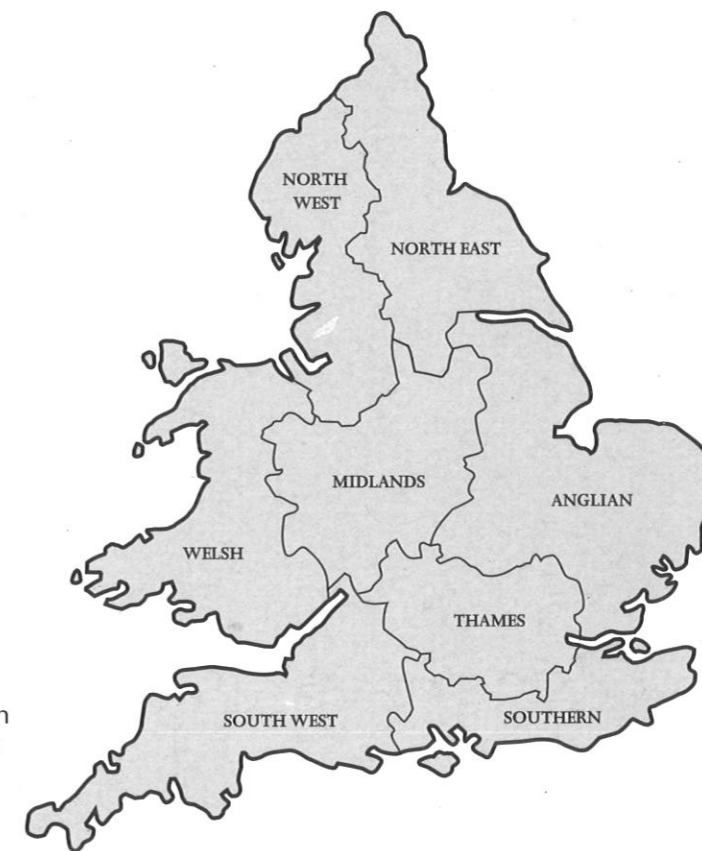 NORTH
WEST
NORTH EAST
MIDLANDS
ANGLIAN
WELSH
THAMES
SOUTH WEST
SOUTHERN
n